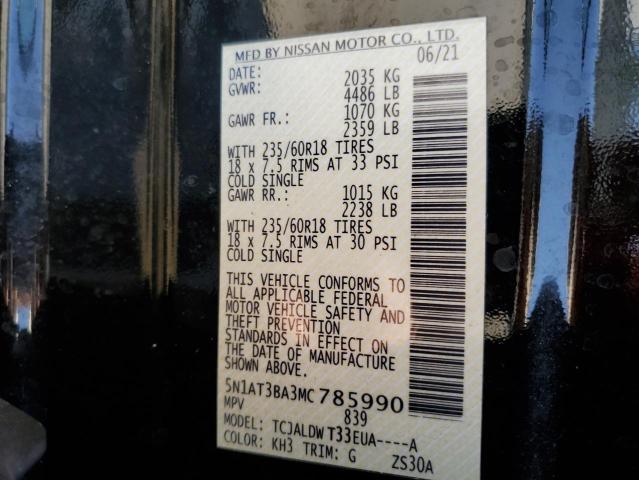 MFD BY NISSAN MOTOR CO., LTD.
DATE: 06/21
GVWR: 2035 KG
4486 LB
GAWR FR.: 1070 KG
2359 LB
WITH 235/60R18 TIRES
18 x 7.5 RIMS AT 33 PSI
COLD SINGLE
GAWR RR.: 1015 KG
2238 LB
WITH 235/60R18 TIRES
18 x 7.5 RIMS AT 30 PSI
COLD SINGLE
THIS VEHICLE CONFORMS TO
ALL APPLICABLE FEDERAL
MOTOR VEHICLE SAFETY AND
THEFT PREVENTION
STANDARDS IN EFFECT ON
THE DATE OF MANUFACTURE
SHOWN ABOVE.
5N1AT3BA3MC785990
MPV 839
MODEL: TCJALDWT33EUA----A
COLOR: KH3 TRIM: G ZS30A